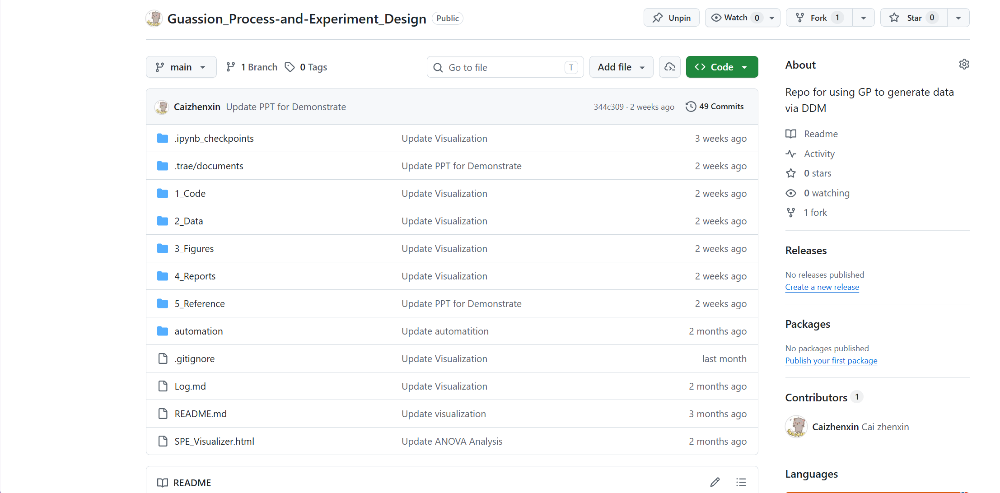 Guassion_Process-and-Experiment_Design Public Unpin Watch 0 Fork 1 Star 0
main 1 Branch 0 Tags Go to file T Add file Code
Caizhenxin Update PPT for Demonstrate 344c309 · 2 weeks ago 49 Commits
.ipynb_checkpoints Update Visualization 3 weeks ago
.trae/documents Update PPT for Demonstrate 2 weeks ago
1_Code Update Visualization 2 weeks ago
2_Data Update Visualization 2 weeks ago
3_Figures Update Visualization 2 weeks ago
4_Reports Update Visualization 2 weeks ago
5_Reference Update PPT for Demonstrate 2 weeks ago
automation Update automatition 2 months ago
.gitignore Update Visualization last month
Log.md Update Visualization 2 months ago
README.md Update visualization 3 months ago
SPE_Visualizer.html Update ANOVA Analysis 2 months ago
README
About
Repo for using GP to generate data
via DDM
Readme
Activity
0 stars
0 watching
1 fork
Releases
No releases published
Create a new release
Packages
No packages published
Publish your first package
Contributors 1
Caizhenxin Cai zhenxin
Languages